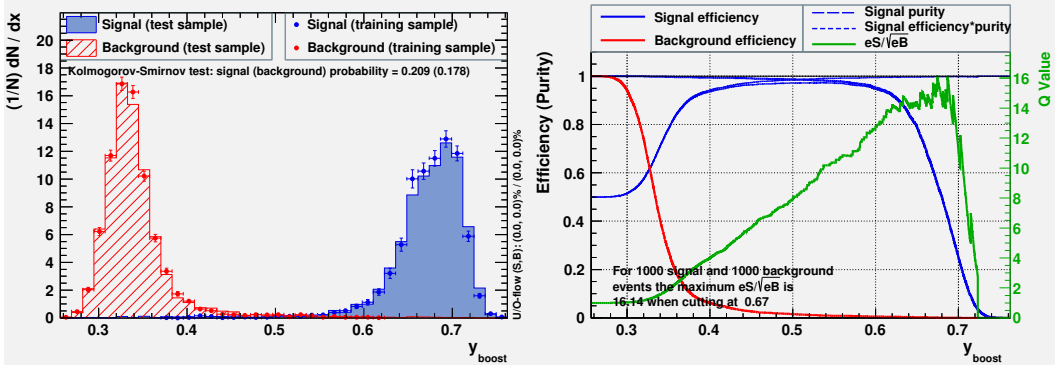 Signal (test sample)
Background (test sample)
Signal (training sample)
Background (training sample)
Kolmogorov-Smirnov test: signal (background) probability = 0.209 (0.178)
(1/N) dN / dx
20
18
16
14
12
10
8
6
4
2
0
0.3 0.4 0.5 0.6 0.7
y_boost
U/O-flow (S,B): (0.0, 0.0)% / (0.0, 0.0)%
Signal efficiency
Background efficiency
Signal purity
Signal efficiency*purity
eS/√eB
Efficiency (Purity)
1
0.8
0.6
0.4
0.2
0
For 1000 signal and 1000 background
events the maximum eS/√eB is
16.14 when cutting at 0.67
0.3 0.4 0.5 0.6 0.7
y_boost
16
14
12
10
8
6
4
2
0
Q Value